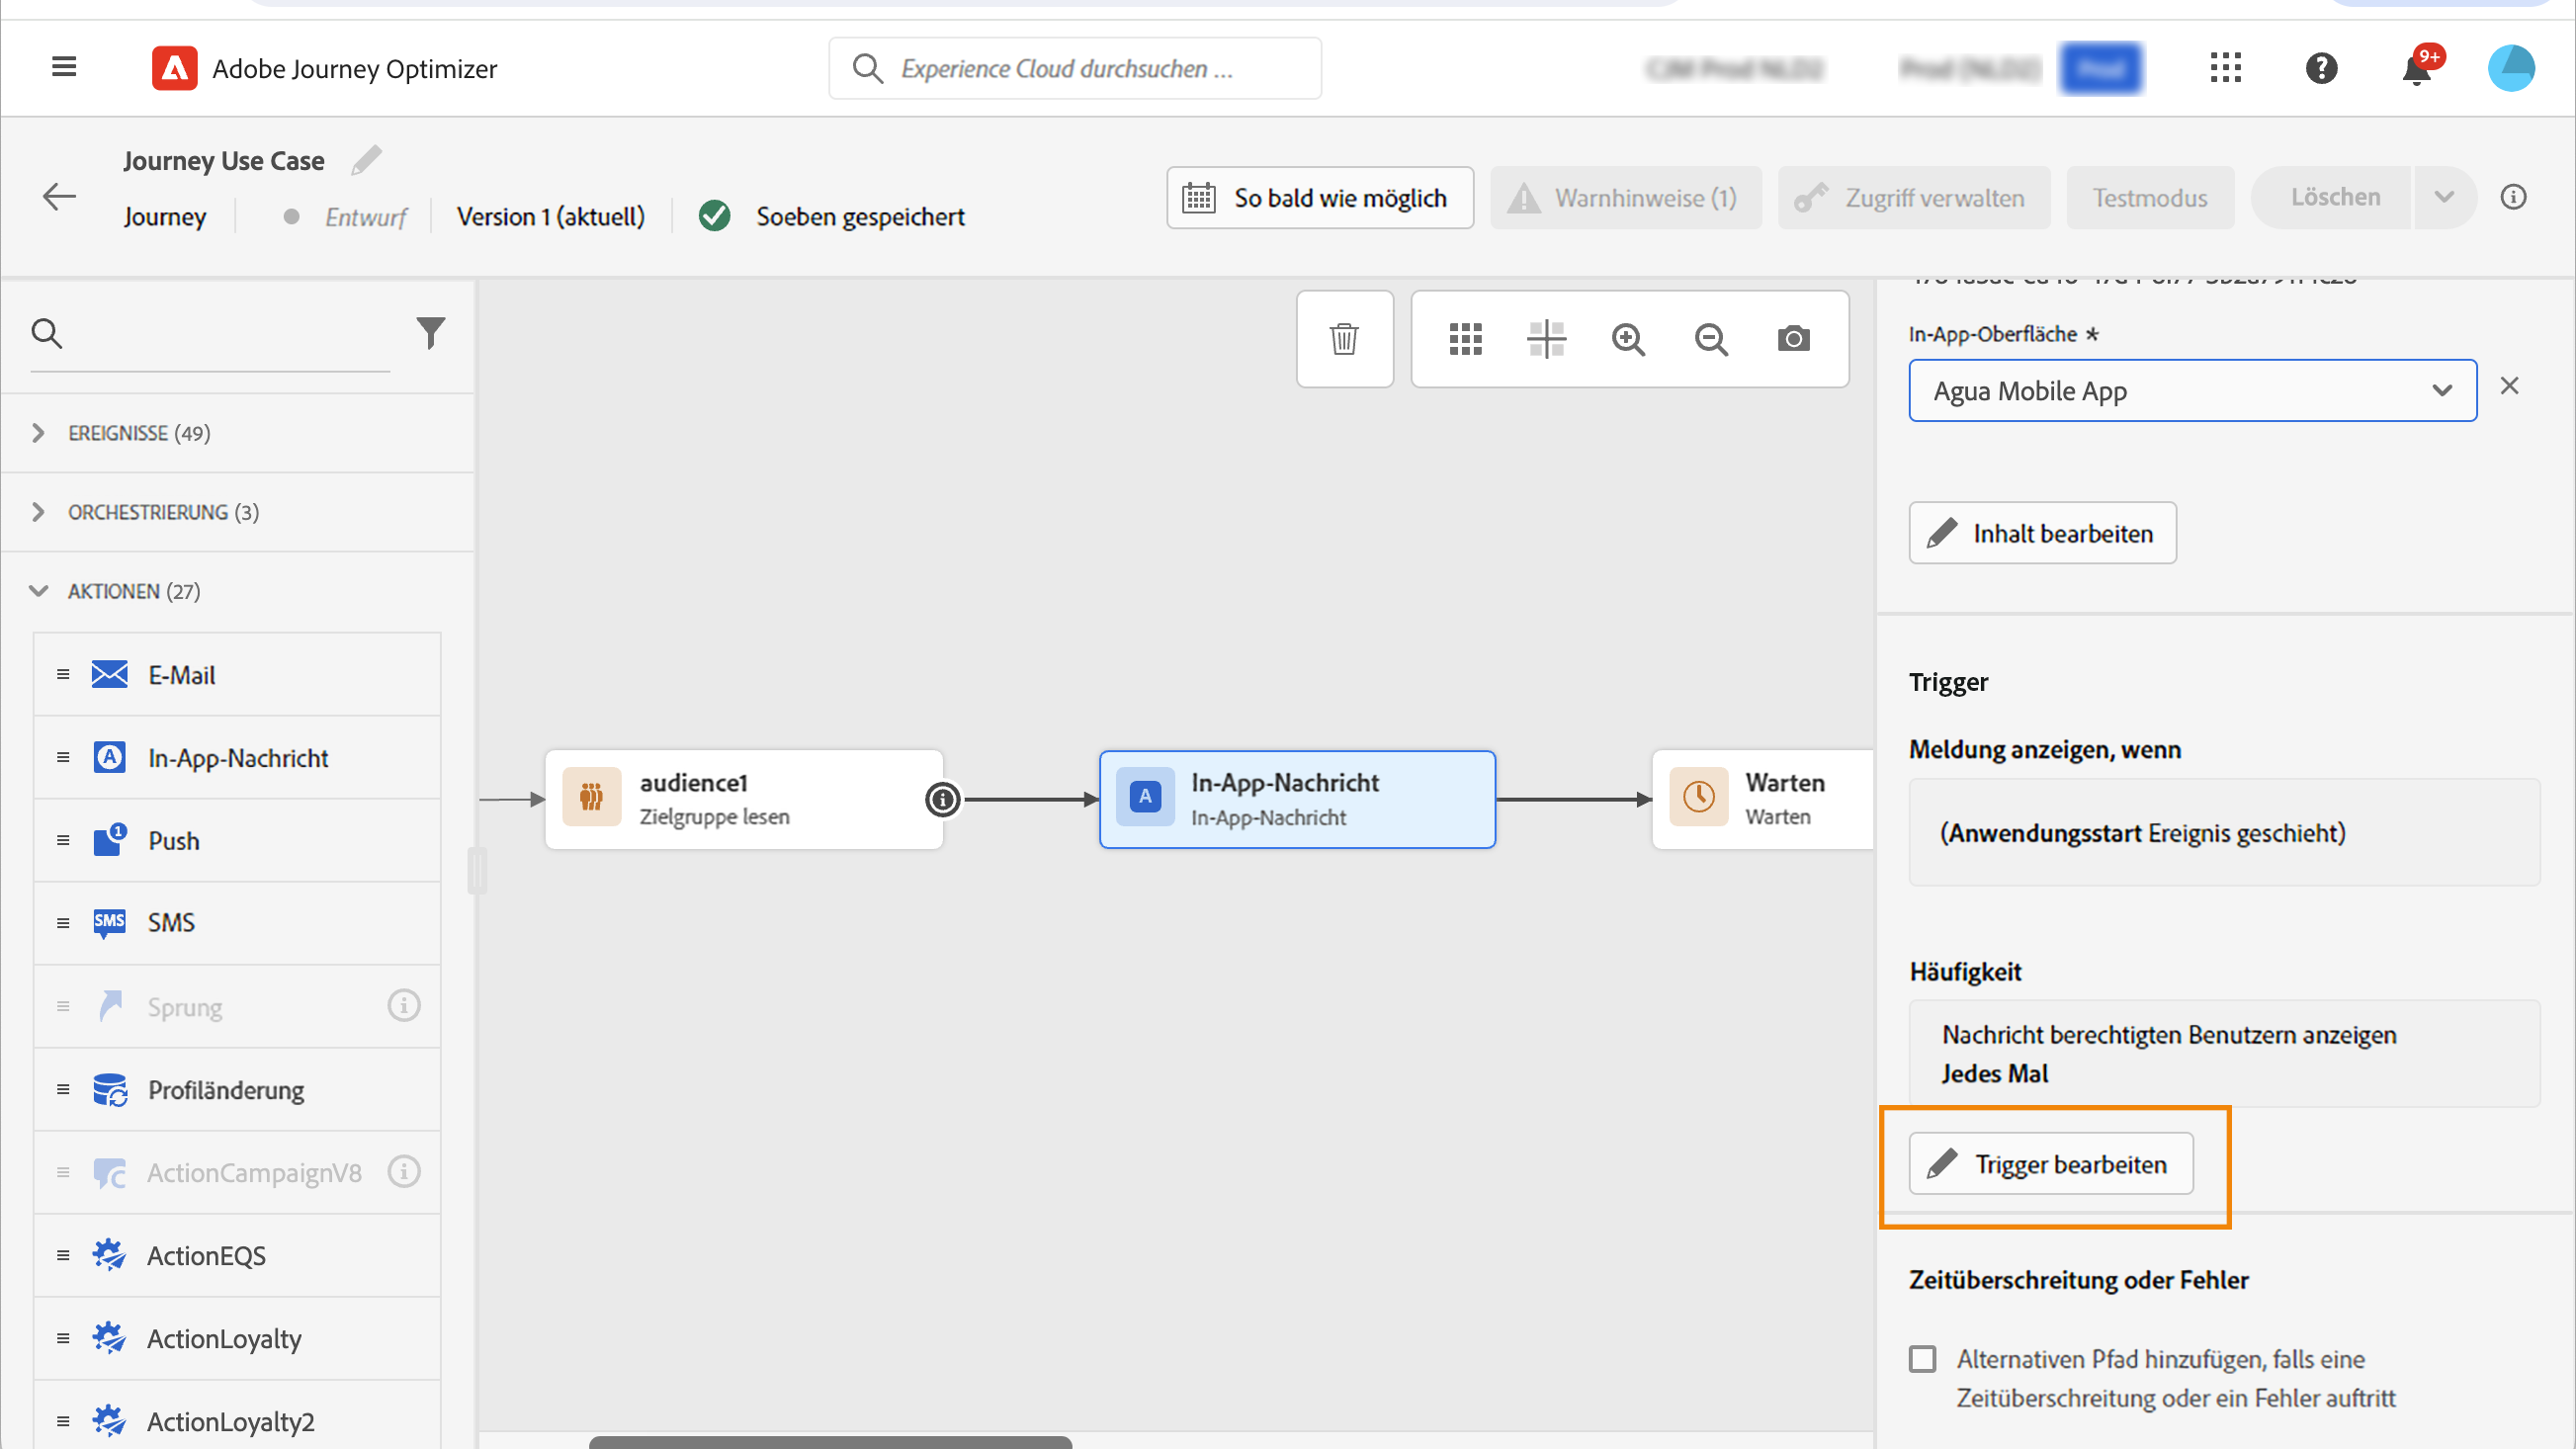 Adobe Journey Optimizer
Experience Cloud durchsuchen ...
9+
Journey Use Case
Journey
Entwurf
Version 1 (aktuell)
Soeben gespeichert
So bald wie möglich
Warnhinweise (1)
Zugriff verwalten
Testmodus
Löschen
EREIGNISSE (49)
ORCHESTRIERUNG (3)
AKTIONEN (27)
E-Mail
In-App-Nachricht
Push
SMS
SMS
Sprung
Profiländerung
ActionCampaignV8
ActionEQS
ActionLoyalty
ActionLoyalty2
audience1
Zielgruppe lesen
In-App-Nachricht
In-App-Nachricht
Warten
Warten
In-App-Oberfläche *
Agua Mobile App
Inhalt bearbeiten
Trigger
Meldung anzeigen, wenn
(Anwendungsstart Ereignis geschieht)
Häufigkeit
Nachricht berechtigten Benutzern anzeigen
Jedes Mal
Trigger bearbeiten
Zeitüberschreitung oder Fehler
Alternativen Pfad hinzufügen, falls eine
Zeitüberschreitung oder ein Fehler auftritt